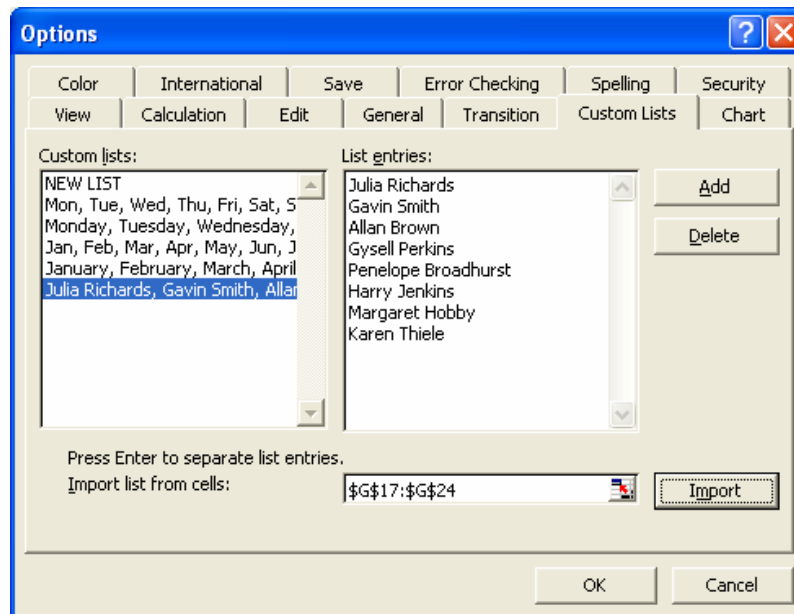 Options
Color International Save Error Checking Spelling Security
View Calculation Edit General Transition Custom Lists Chart
Custom lists: List entries:
NEW LIST
Mon, Tue, Wed, Thu, Fri, Sat, S
Monday, Tuesday, Wednesday,
Jan, Feb, Mar, Apr, May, Jun, J
January, February, March, April
Julia Richards, Gavin Smith, Allan
Julia Richards
Gavin Smith
Allan Brown
Gysell Perkins
Penelope Broadhurst
Harry Jenkins
Margaret Hobby
Karen Thiele
Add
Delete
Press Enter to separate list entries.
Import list from cells: $G$17:$G$24 Import
OK Cancel